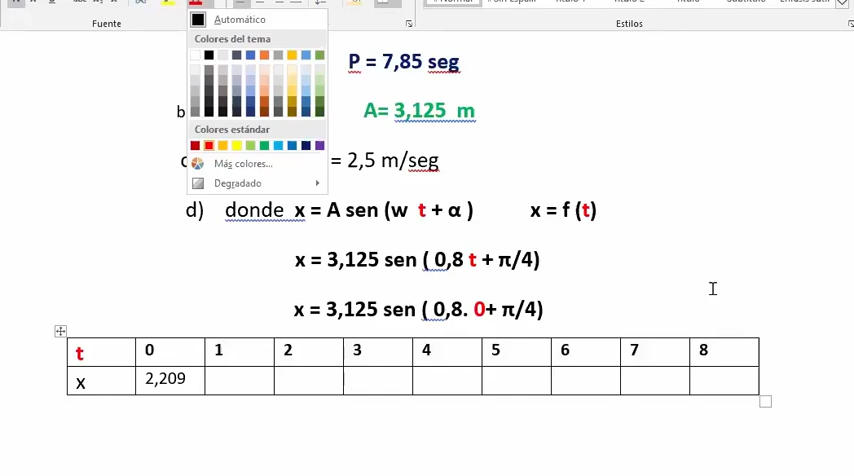 Automático
Fuente
Estilos
Colores del tema
P = 7,85 seg
b
A= 3,125 m
Colores estándar
= 2,5 m/seg
Más colores...
Degradado
d) donde x = A sen (w t + α ) x = f (t)
x = 3,125 sen ( 0,8 t + π/4)
x = 3,125 sen ( 0,8. 0+ π/4)
t 0 1 2 3 4 5 6 7 8
x 2,209